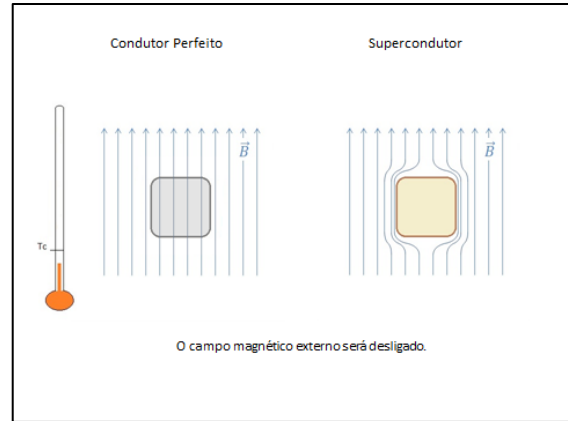 Condutor Perfeito
Supercondutor
B
B
Tc
O campo magnético externo será desligado.